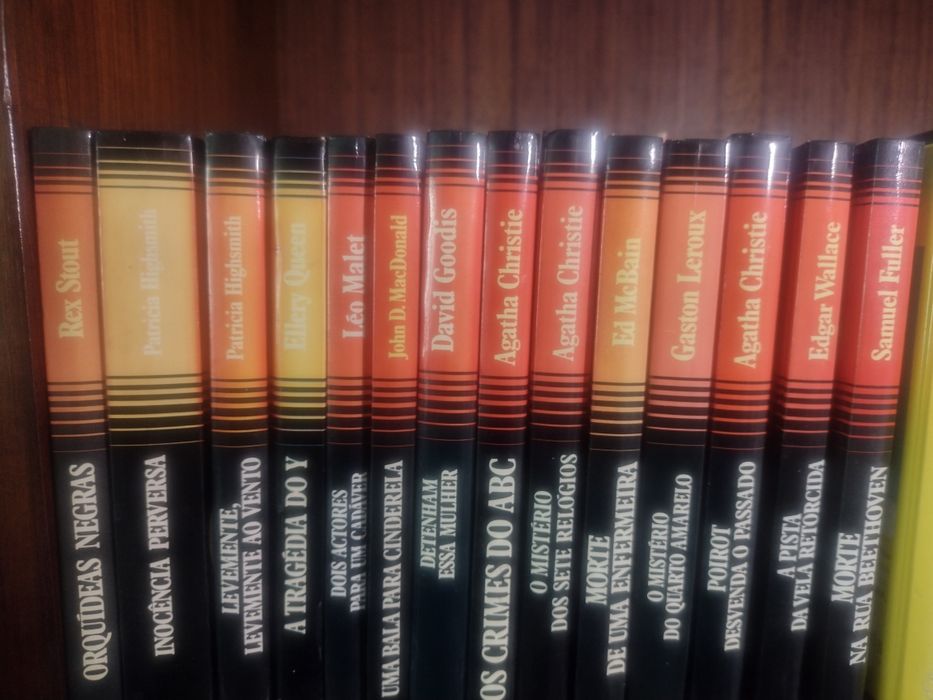 Rex Stout
ORQUÍDEAS NEGRAS
Patricia Highsmith
INOCÊNCIA PERVERSA
Patricia Highsmith
LEVEMENTE,
LEVEMENTE AO VENTO
Ellery Queen
A TRAGÉDIA DO Y
Léo Malet
DOIS ACTORES
PARA UM CADÁVER
John D. MacDonald
UMA BALA PARA CINDERELA
David Goodis
DETENHAM
ESSA MULHER
Agatha Christie
OS CRIMES DO ABC
Agatha Christie
O MISTÉRIO
DOS SETE RELÓGIOS
Ed McBain
MORTE
DE UMA ENFERMEIRA
Gaston Leroux
O MISTÉRIO
DO QUARTO AMARELO
Agatha Christie
POIROT
DESVENDA O PASSADO
Edgar Wallace
A PISTA
DA VELA RETORCIDA
Samuel Fuller
MORTE
NA RUA BEETHOVEN